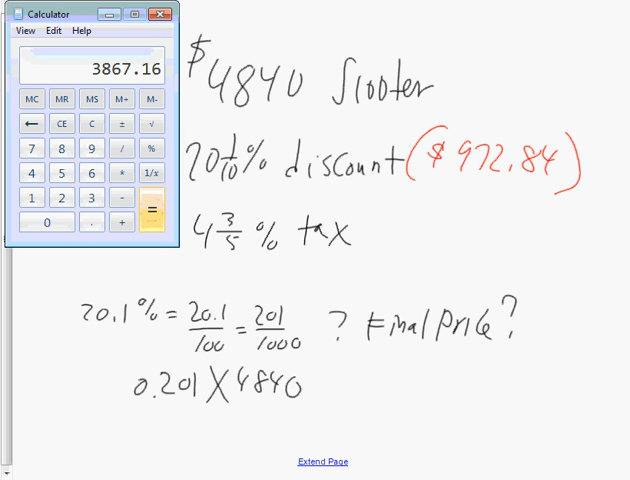 Calculator
View Edit Help
3867.16
MC MR MS M+ M-
← CE C ± √
7 8 9 / %
4 5 6 * 1/x
1 2 3 - =
0 . +
$4840 Scooter
20 1/10 % discount ($972.84)
4 3/5 % tax
20.1% = 20.1/100 = 201/1000 ? Final Price?
0.201 X 4840
Extend Page